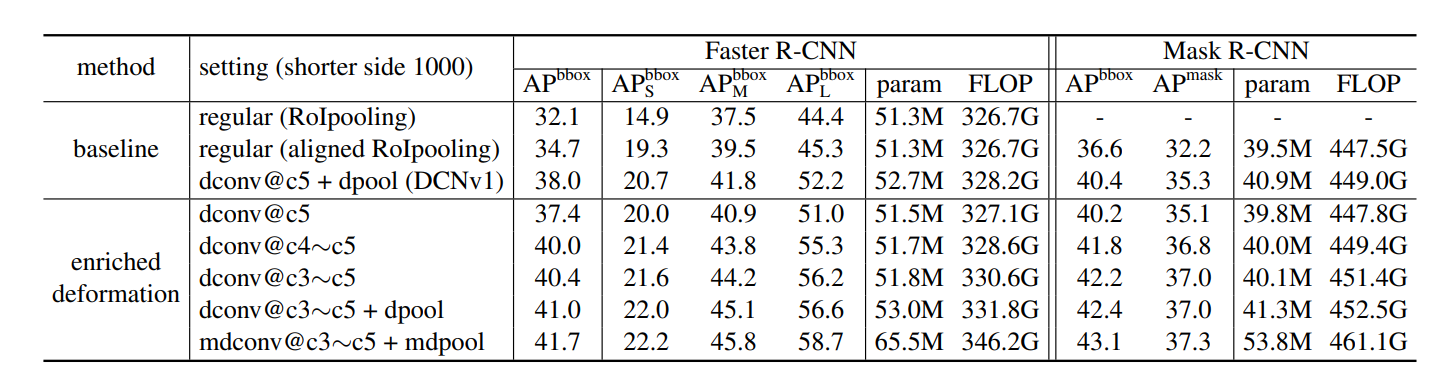 method setting (shorter side 1000) Faster R-CNN Mask R-CNN
AP^bbox AP_S^bbox AP_M^bbox AP_L^bbox param FLOP AP^bbox AP^mask param FLOP
baseline
regular (RoIpooling) 32.1 14.9 37.5 44.4 51.3M 326.7G - - - -
regular (aligned RoIpooling) 34.7 19.3 39.5 45.3 51.3M 326.7G 36.6 32.2 39.5M 447.5G
dconv@c5 + dpool (DCNv1) 38.0 20.7 41.8 52.2 52.7M 328.2G 40.4 35.3 40.9M 449.0G
enriched
deformation
dconv@c5 37.4 20.0 40.9 51.0 51.5M 327.1G 40.2 35.1 39.8M 447.8G
dconv@c4∼c5 40.0 21.4 43.8 55.3 51.7M 328.6G 41.8 36.8 40.0M 449.4G
dconv@c3∼c5 40.4 21.6 44.2 56.2 51.8M 330.6G 42.2 37.0 40.1M 451.4G
dconv@c3∼c5 + dpool 41.0 22.0 45.1 56.6 53.0M 331.8G 42.4 37.0 41.3M 452.5G
mdconv@c3∼c5 + mdpool 41.7 22.2 45.8 58.7 65.5M 346.2G 43.1 37.3 53.8M 461.1G